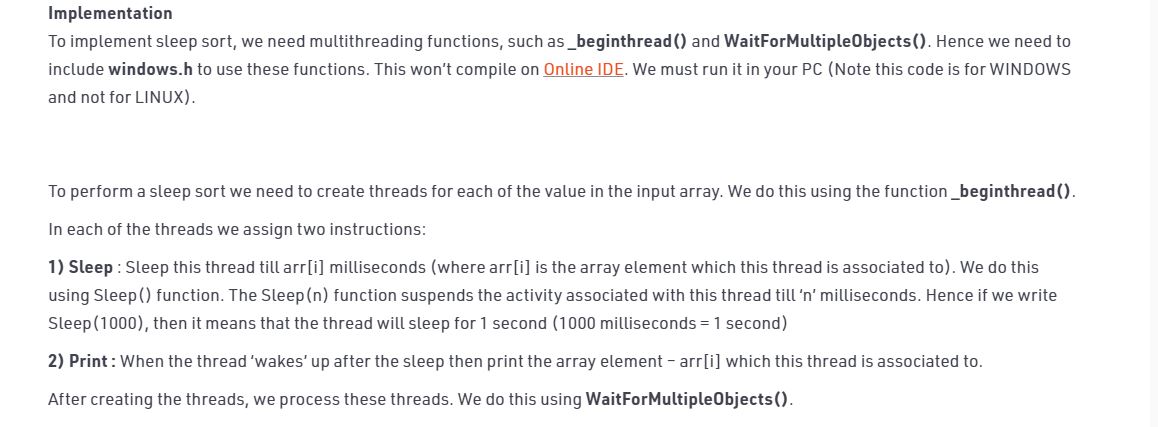 Implementation
To implement sleep sort, we need multithreading functions, such as _beginthread() and WaitForMultipleObjects(). Hence we need to
include windows.h to use these functions. This won't compile on Online IDE. We must run it in your PC (Note this code is for WINDOWS
and not for LINUX).
To perform a sleep sort we need to create threads for each of the value in the input array. We do this using the function _beginthread().
In each of the threads we assign two instructions:
1) Sleep : Sleep this thread till arr[i] milliseconds (where arr[i] is the array element which this thread is associated to). We do this
using Sleep() function. The Sleep(n) function suspends the activity associated with this thread till ‘n’ milliseconds. Hence if we write
Sleep(1000), then it means that the thread will sleep for 1 second (1000 milliseconds = 1 second)
2) Print : When the thread ‘wakes’ up after the sleep then print the array element – arr[i] which this thread is associated to.
After creating the threads, we process these threads. We do this using WaitForMultipleObjects().